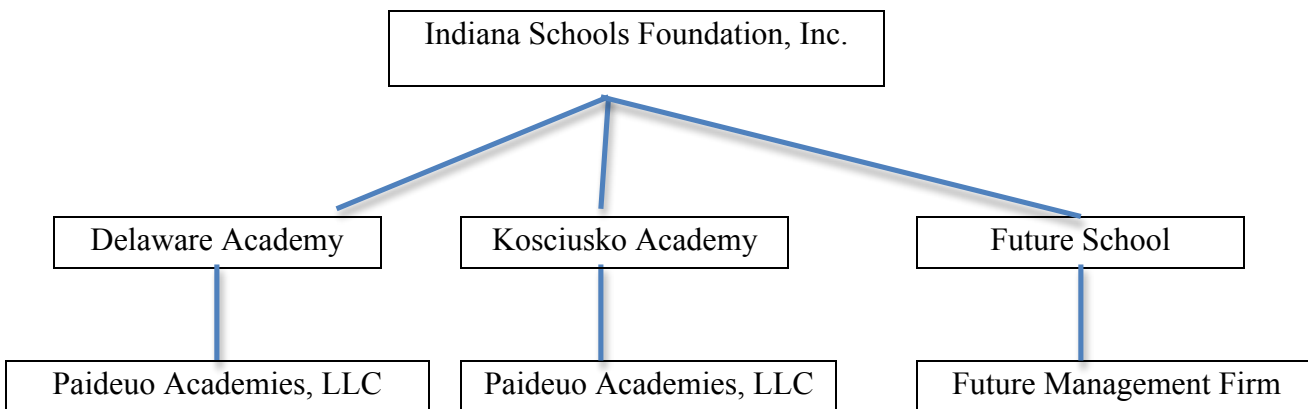 Indiana Schools Foundation, Inc.
Delaware Academy
Kosciusko Academy
Future School
Paideuo Academies, LLC
Paideuo Academies, LLC
Future Management Firm